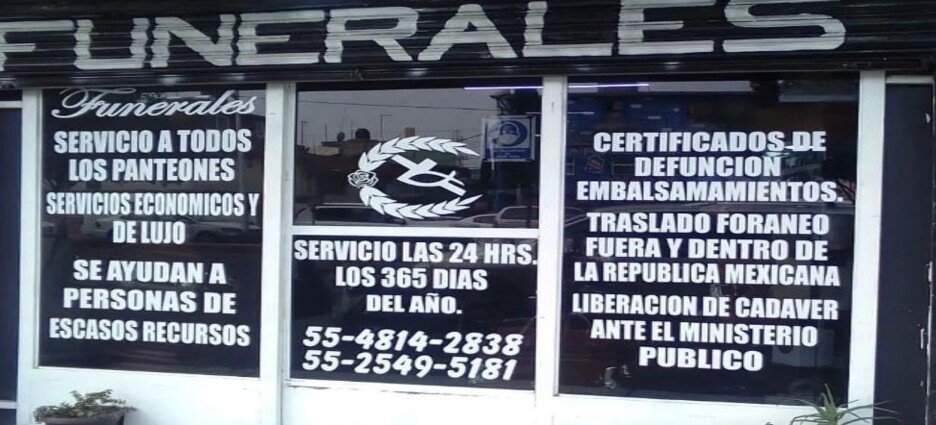 FUNERALES
Funerales
SERVICIO A TODOS
LOS PANTEONES
SERVICIOS ECONOMICOS Y
DE LUJO
SE AYUDAN A
PERSONAS DE
ESCASOS RECURSOS
SERVICIO LAS 24 HRS.
LOS 365 DIAS
DEL AÑO.
55-4814-2838
55-2549-5181
CERTIFICADOS DE
DEFUNCIÓN
EMBALSAMAMIENTOS.
TRASLADO FORANEO
FUERA Y DENTRO DE
LA REPUBLICA MEXICANA
LIBERACION DE CADAVER
ANTE EL MINISTERIO
PUBLICO